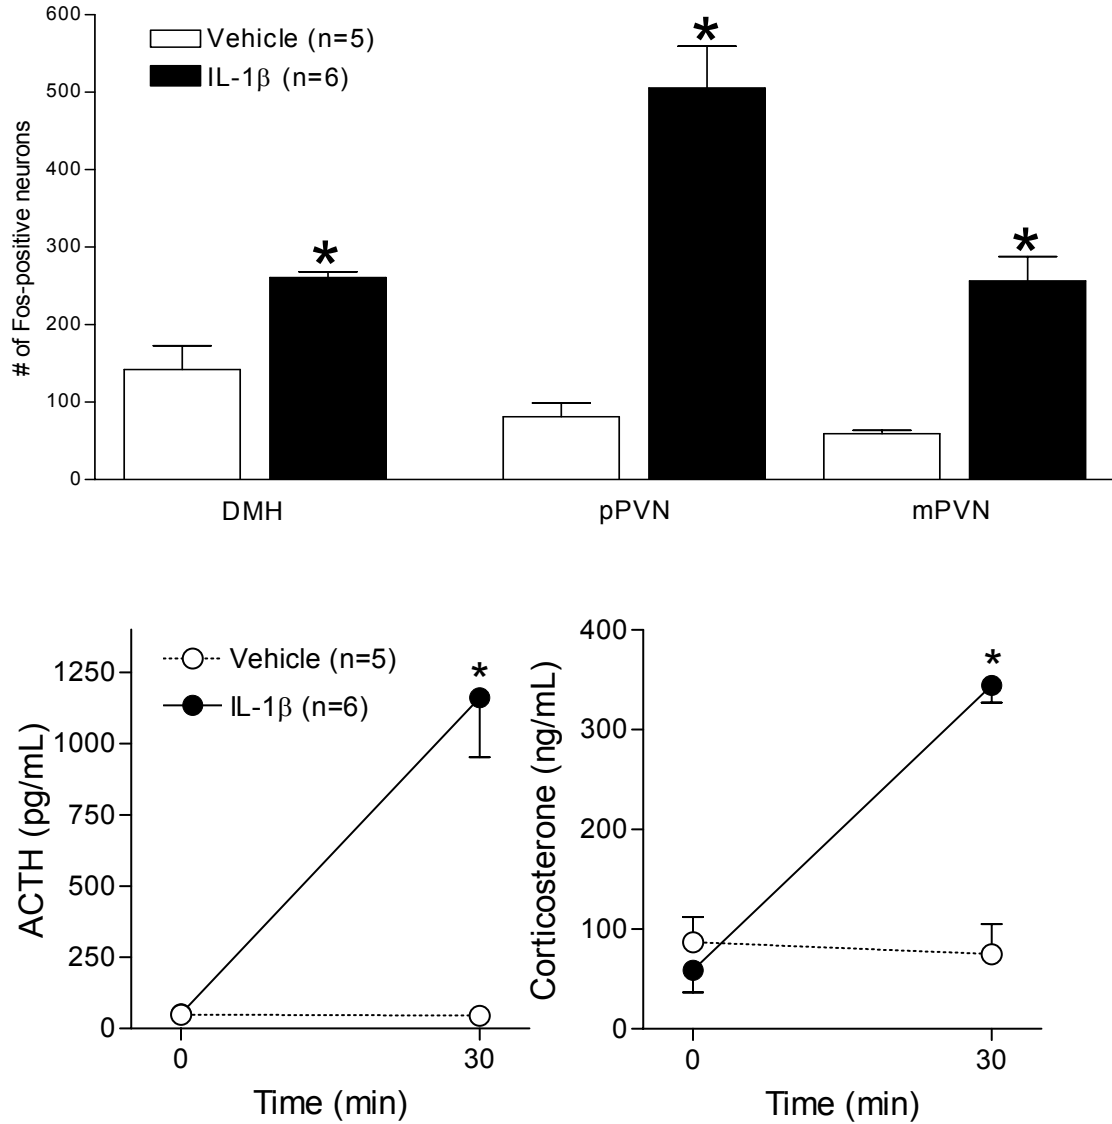 600
500
400
300
200
100
0
# of Fos-positive neurons
Vehicle (n=5)
IL-1β (n=6)
*
*
*
DMH pPVN mPVN
1250
1000
750
500
250
0
ACTH (pg/mL)
Vehicle (n=5)
IL-1β (n=6)
*
0 30
Time (min)
400
300
200
100
0
Corticosterone (ng/mL)
*
0 30
Time (min)